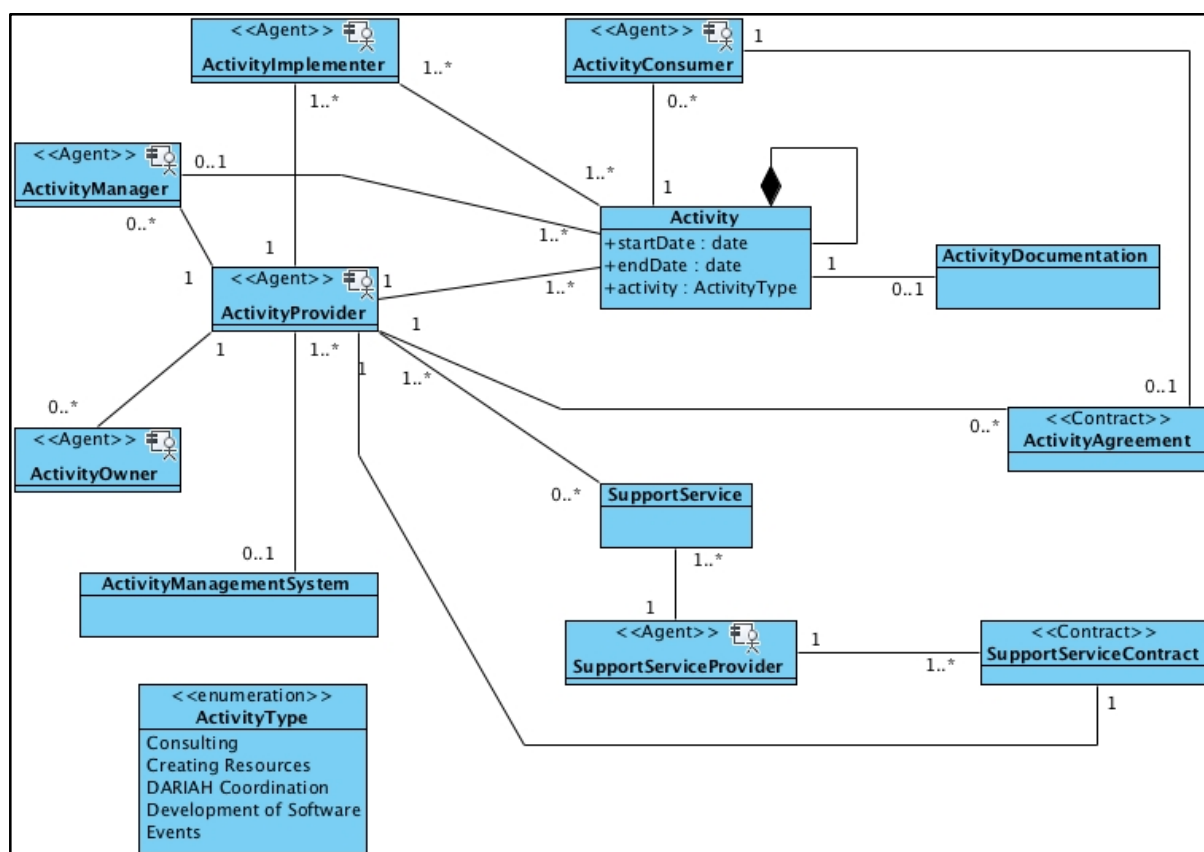 <<Agent>>
ActivityImplementer
1..*
1..*
<<Agent>>
ActivityConsumer
1
0..*
<<Agent>>
ActivityManager
0..1
0..*
1..*
1
Activity
+startDate : date
+endDate : date
+activity : ActivityType
1..*
1..*
1
1
<<Agent>>
ActivityProvider
1
1
ActivityDocumentation
1
0..1
1
1..*
1
1..*
1
0..*
<<Agent>>
ActivityOwner
0..1
0..*
<<Contract>>
ActivityAgreement
0..*
SupportService
1..*
0..1
ActivityManagementSystem
1
<<Agent>>
SupportServiceProvider
1
1..*
<<Contract>>
SupportServiceContract
1
<<enumeration>>
ActivityType
Consulting
Creating Resources
DARIAH Coordination
Development of Software
Events